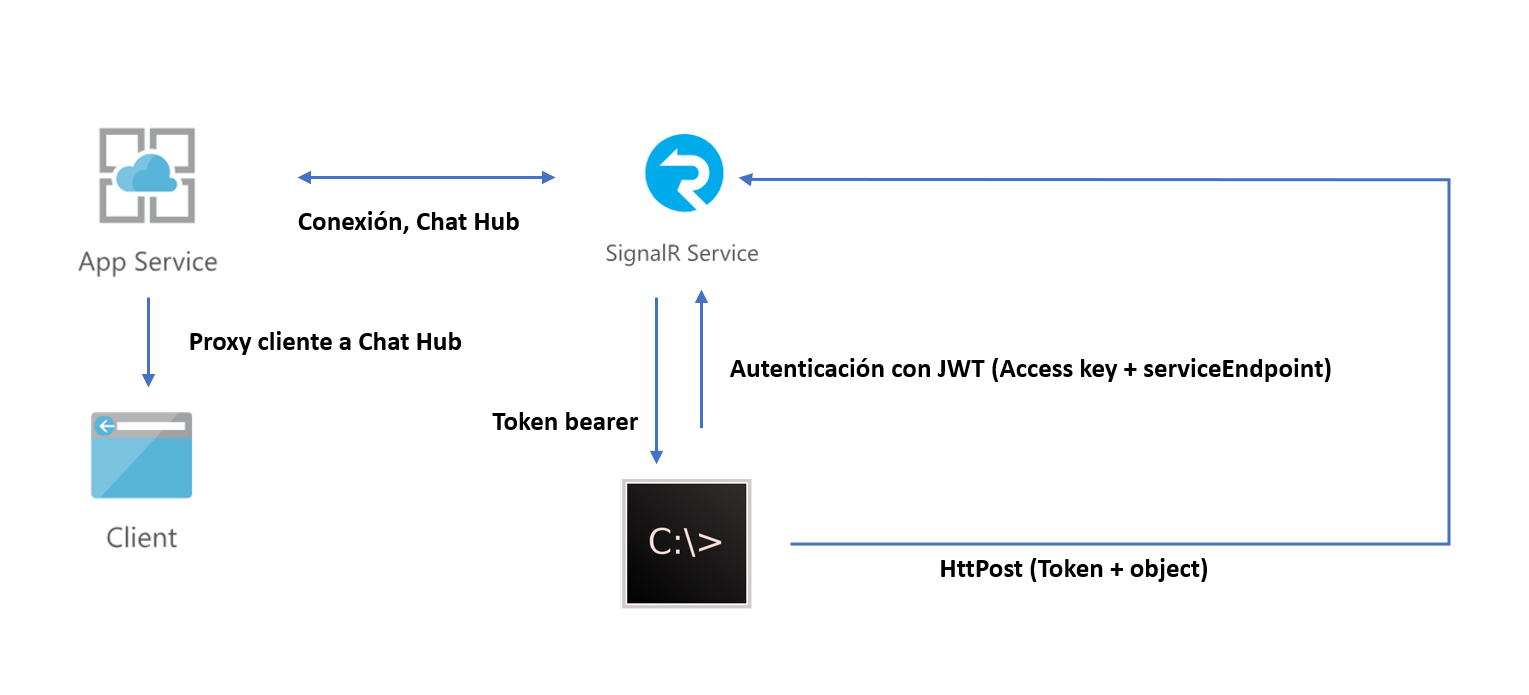 Conexión, Chat Hub
App Service
SignalR Service
Proxy cliente a Chat Hub
Autenticación con JWT (Access key + serviceEndpoint)
Token bearer
C:\>
Client
HttPost (Token + object)